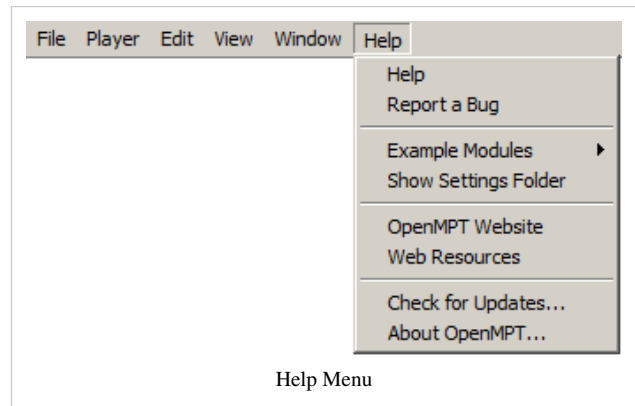 File Player Edit View Window Help
Help
Report a Bug
Example Modules
Show Settings Folder
OpenMPT Website
Web Resources
Check for Updates...
About OpenMPT...
Help Menu